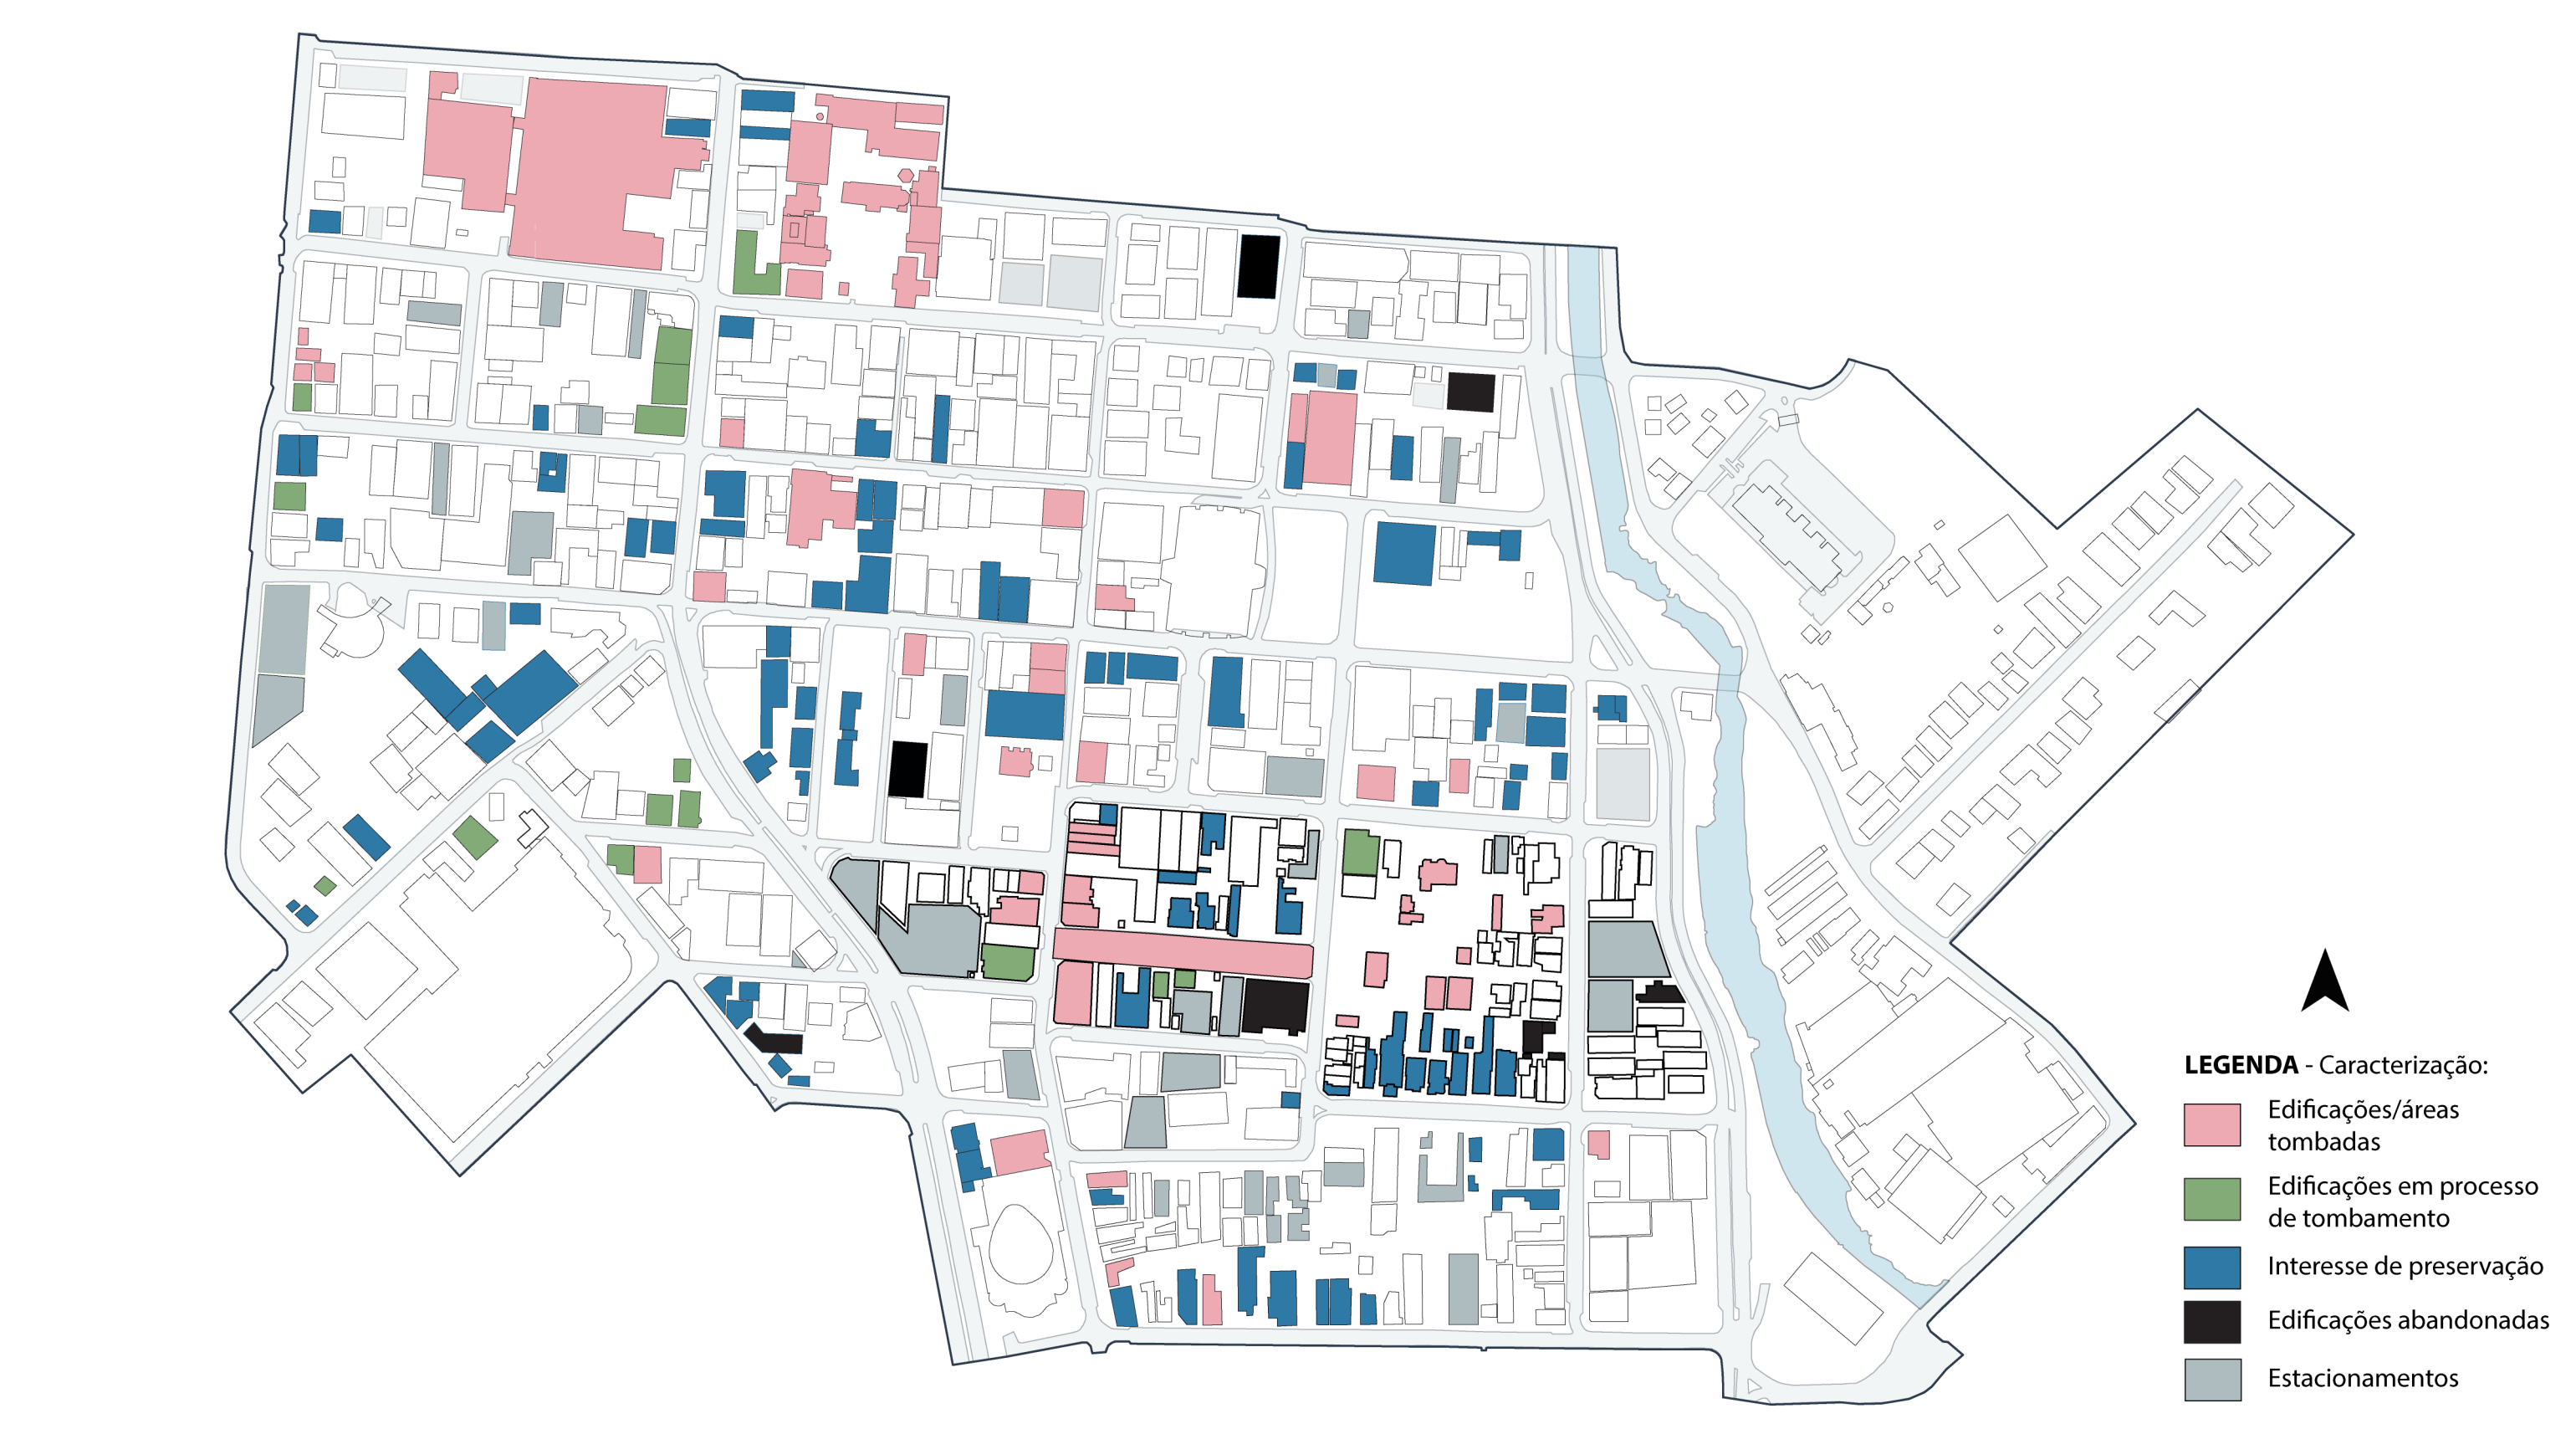 LEGENDA - Caracterização:
Edificações/áreas
tombadas
Edificações em processo
de tombamento
Interesse de preservação
Edificações abandonadas
Estacionamentos